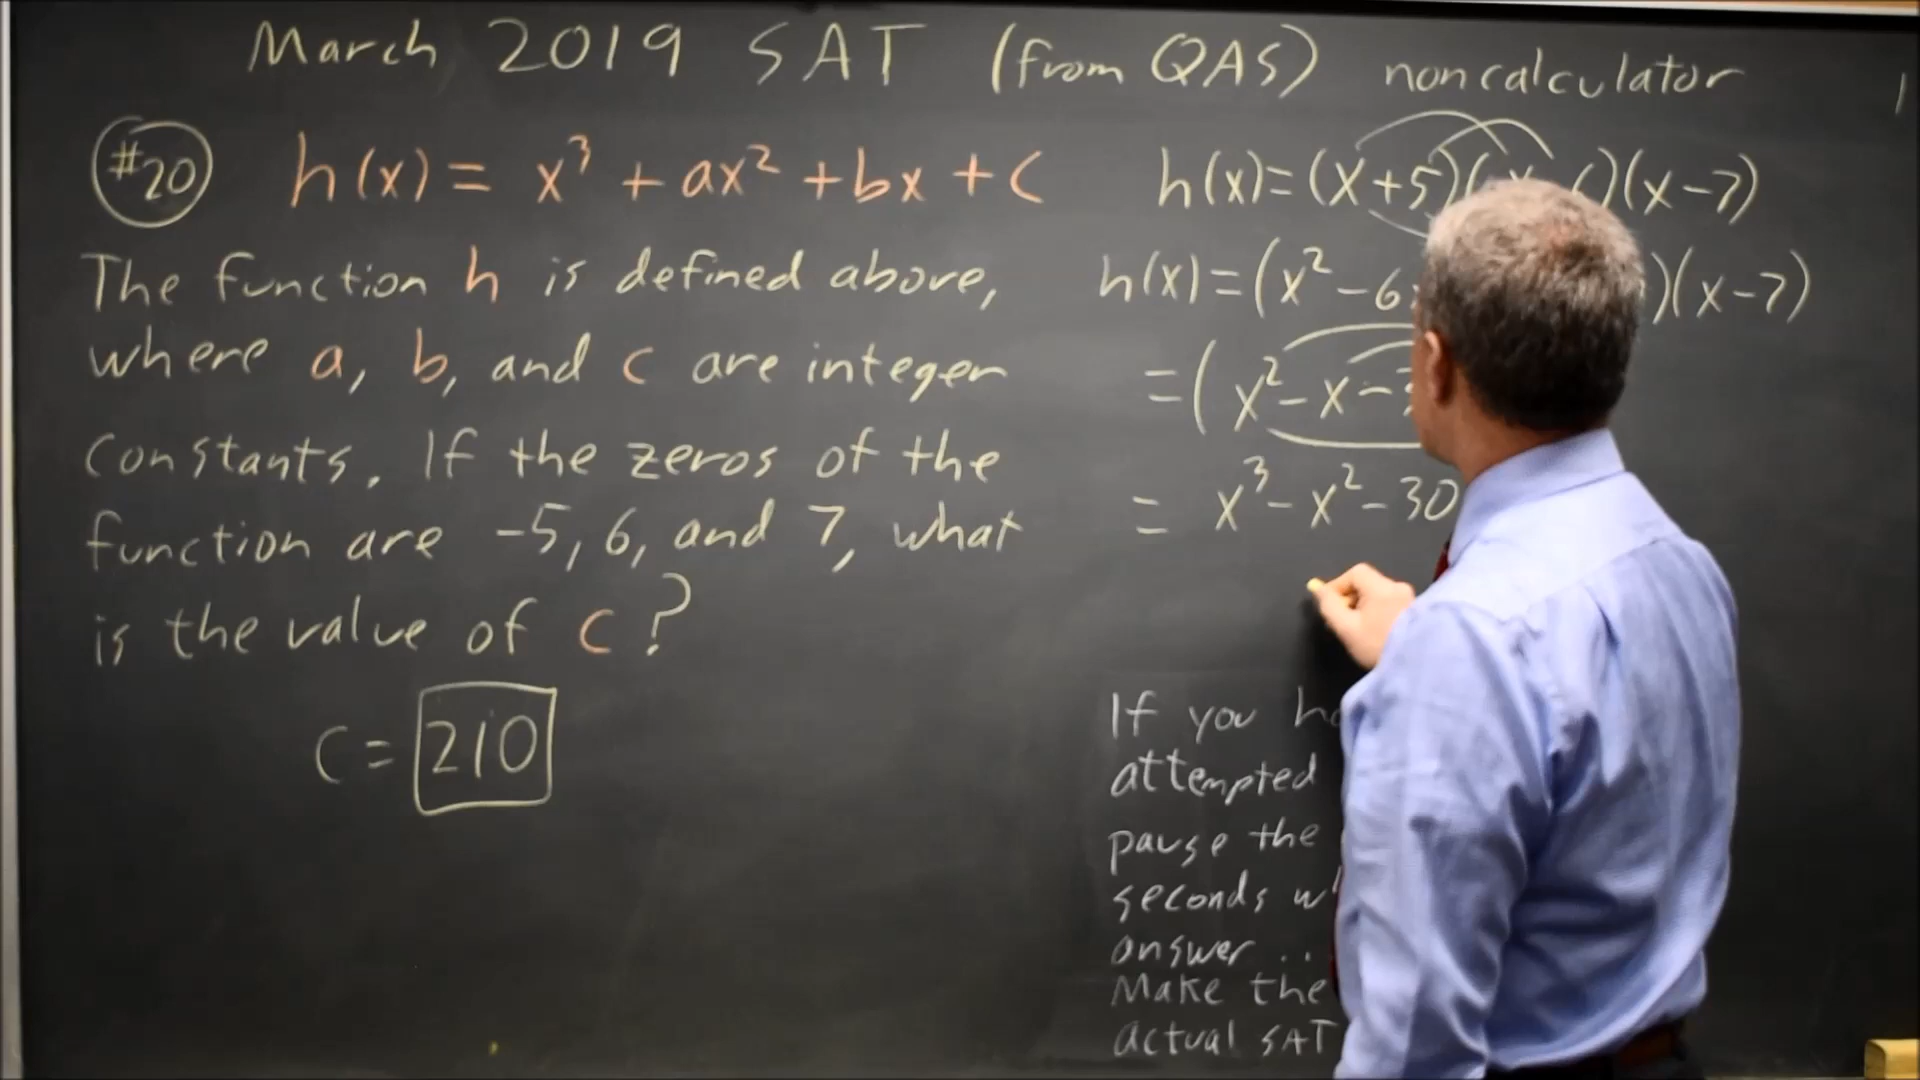 March 2019 SAT (from QAS) noncalculator
#20 h(x) = x³ + ax² + bx + c
The function h is defined above,
where a, b, and c are integer
constants. If the zeros of the
function are -5, 6, and 7, what
is the value of c?
c = 210
h(x)=(x+5)( )(x-7)
h(x)=(x²-6 )(x-7)
=(x²-x-
= x³-x²-30
If you
attempted
pause the
seconds
answer ..
Make the
actual SAT